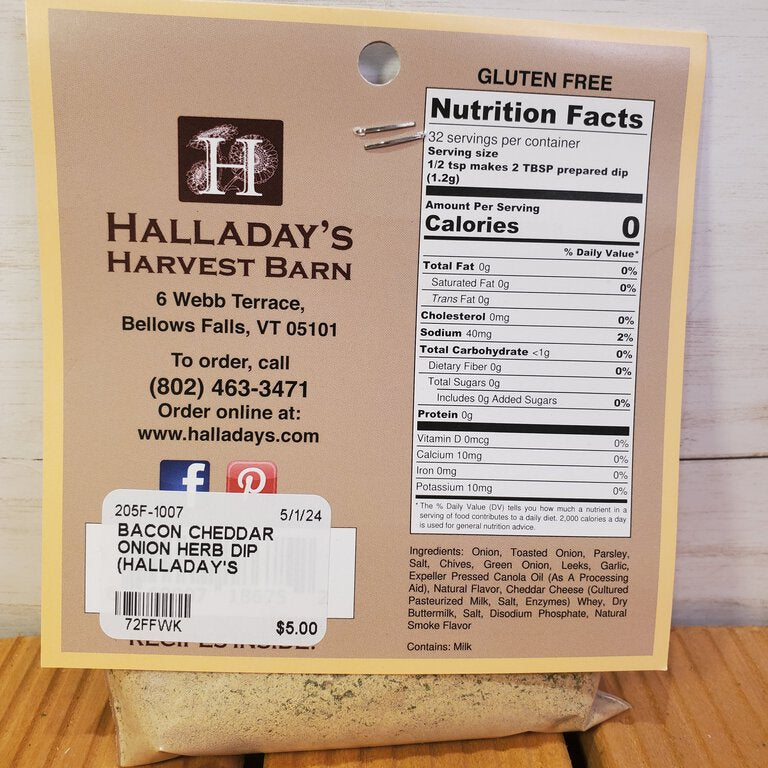 H
HALLADAY'S
HARVEST BARN
6 Webb Terrace,
Bellows Falls, VT 05101
To order, call
(802) 463-3471
Order online at:
www.halladays.com
f
205F-1007 5/1/24
BACON CHEDDAR
ONION HERB DIP
(HALLADAY'S
72FFWK $5.00
RECIPES INSIDE!
GLUTEN FREE
Nutrition Facts
32 servings per container
Serving size
1/2 tsp makes 2 TBSP prepared dip
(1.2g)
Amount Per Serving
Calories 0
% Daily Value*
Total Fat 0g 0%
Saturated Fat 0g 0%
Trans Fat 0g
Cholesterol 0mg 0%
Sodium 40mg 2%
Total Carbohydrate <1g 0%
Dietary Fiber 0g 0%
Total Sugars 0g
Includes 0g Added Sugars 0%
Protein 0g
Vitamin D 0mcg 0%
Calcium 10mg 0%
Iron 0mg 0%
Potassium 10mg 0%
*The % Daily Value (DV) tells you how much a nutrient in a
serving of food contributes to a daily diet. 2,000 calories a day
is used for general nutrition advice.
Ingredients: Onion, Toasted Onion, Parsley,
Salt, Chives, Green Onion, Leeks, Garlic,
Expeller Pressed Canola Oil (As A Processing
Aid), Natural Flavor, Cheddar Cheese (Cultured
Pasteurized Milk, Salt, Enzymes) Whey, Dry
Buttermilk, Salt, Disodium Phosphate, Natural
Smoke Flavor
Contains: Milk